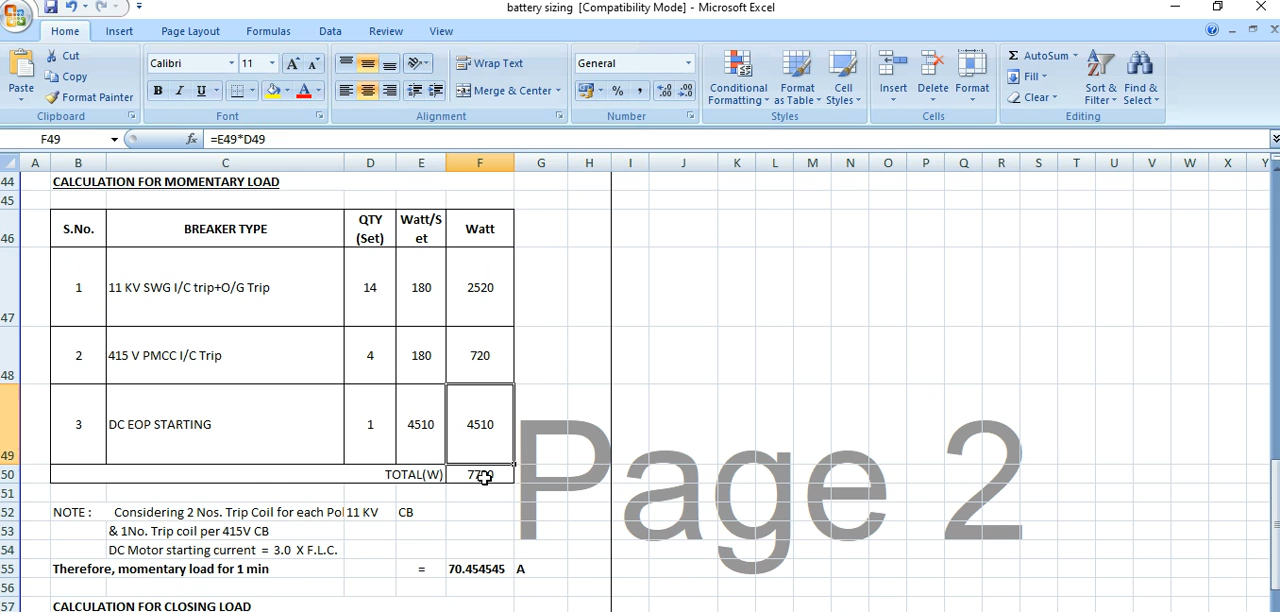 battery sizing [Compatibility Mode] - Microsoft Excel
Home Insert Page Layout Formulas Data Review View
Paste Cut Copy Format Painter Clipboard
Calibri 11 B I U Font
Wrap Text Merge & Center Alignment
General % , Number
Conditional Formatting Format as Table Cell Styles Styles
Insert Delete Format Cells
Σ AutoSum Fill Clear Sort & Filter Find & Select Editing
F49 fx =E49*D49
A B C D E F G H I J K L M N O P Q R S T U V W X Y
44 CALCULATION FOR MOMENTARY LOAD
45
46 S.No. BREAKER TYPE QTY (Set) Watt/Set Watt
47 1 11 KV SWG I/C trip+O/G Trip 14 180 2520
48 2 415 V PMCC I/C Trip 4 180 720
49 3 DC EOP STARTING 1 4510 4510
50 TOTAL(W)
51
52 NOTE : Considering 2 Nos. Trip Coil for each Pol 11 KV CB
53 & 1No. Trip coil per 415V CB
54 DC Motor starting current = 3.0 X F.L.C.
55 Therefore, momentary load for 1 min = 70.454545 A
56
57 CALCULATION FOR CLOSING LOAD
Page 2